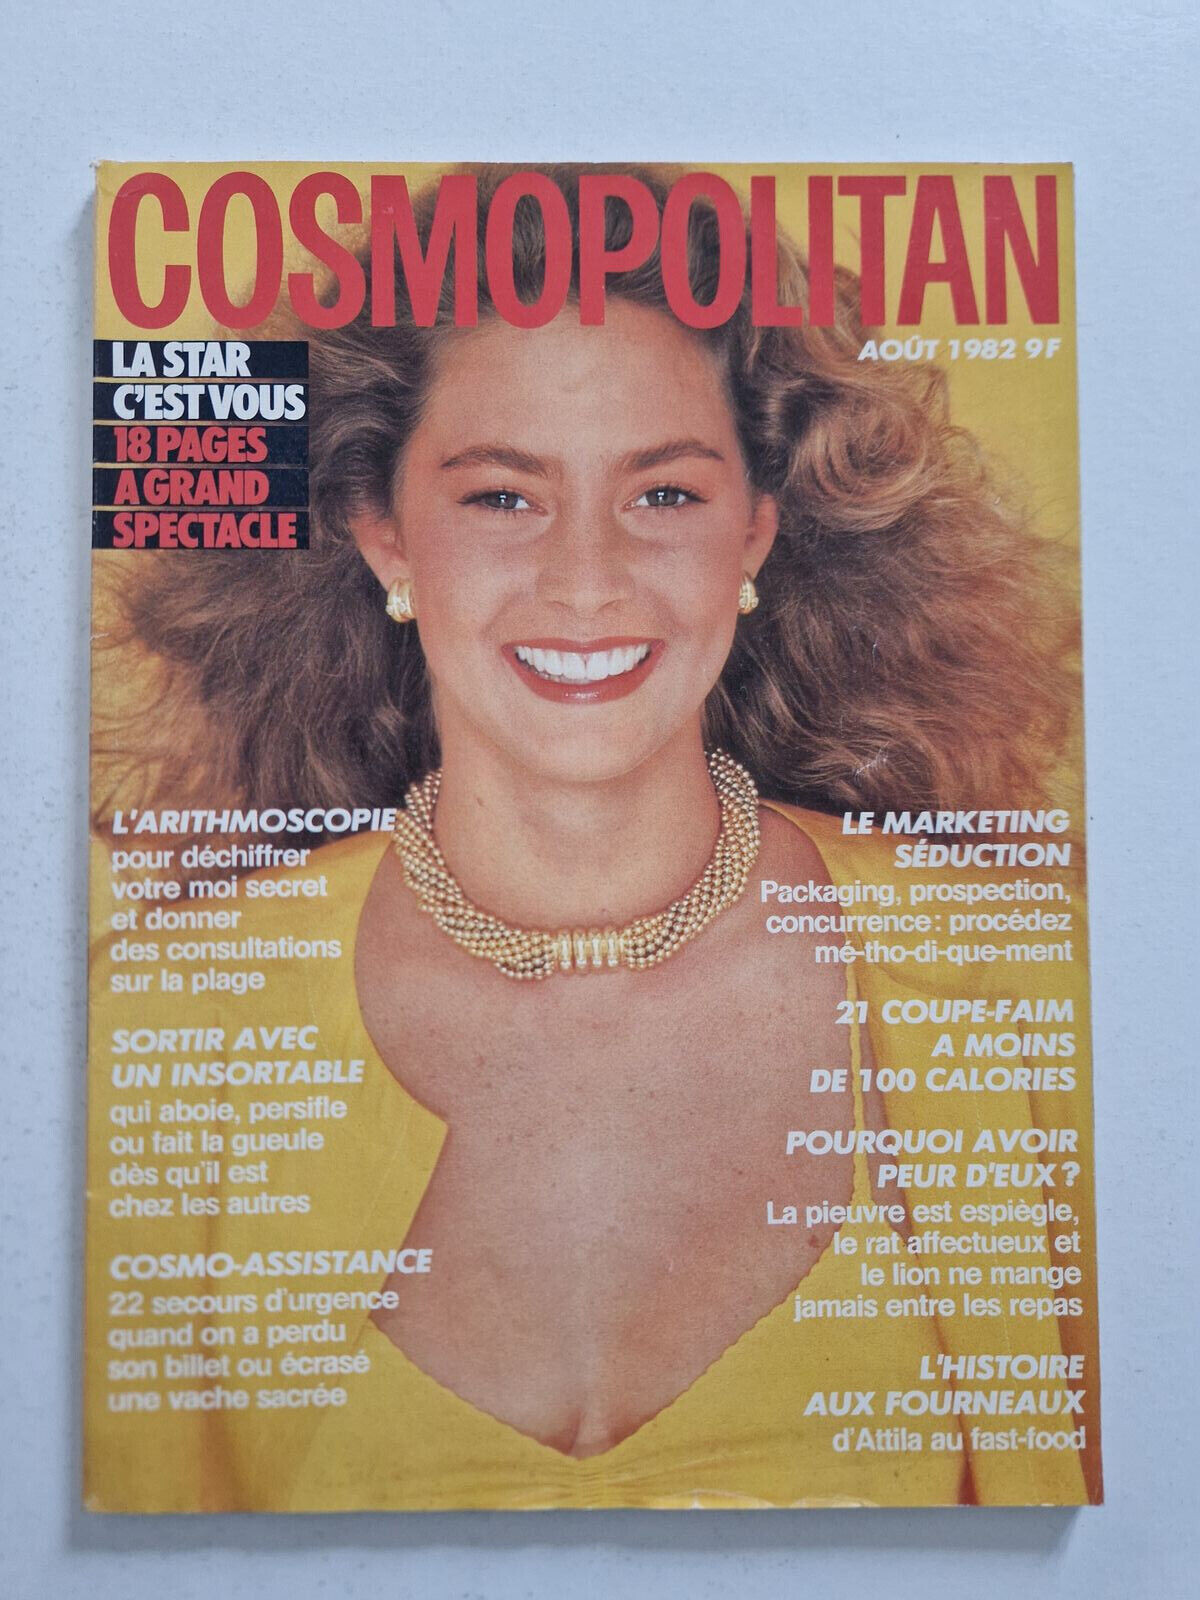 COSMOPOLITAN
AOÛT 1982 9F
LA STAR
C'EST VOUS
18 PAGES
A GRAND
SPECTACLE
L'ARITHMOSCOPIE
pour déchiffrer
votre moi secret
et donner
des consultations
sur la plage
SORTIR AVEC
UN INSORTABLE
qui aboie, persifle
ou fait la gueule
dès qu'il est
chez les autres
COSMO-ASSISTANCE
22 secours d'urgence
quand on a perdu
son billet ou écrasé
une vache sacrée
LE MARKETING
SÉDUCTION
Packaging, prospection,
concurrence: procédez
mé-tho-di-que-ment
21 COUPE-FAIM
A MOINS
DE 100 CALORIES
POURQUOI AVOIR
PEUR D'EUX?
La pieuvre est espiègle,
le rat affectueux et
le lion ne mange
jamais entre les repas
L'HISTOIRE
AUX FOURNEAUX
d'Attila au fast-food